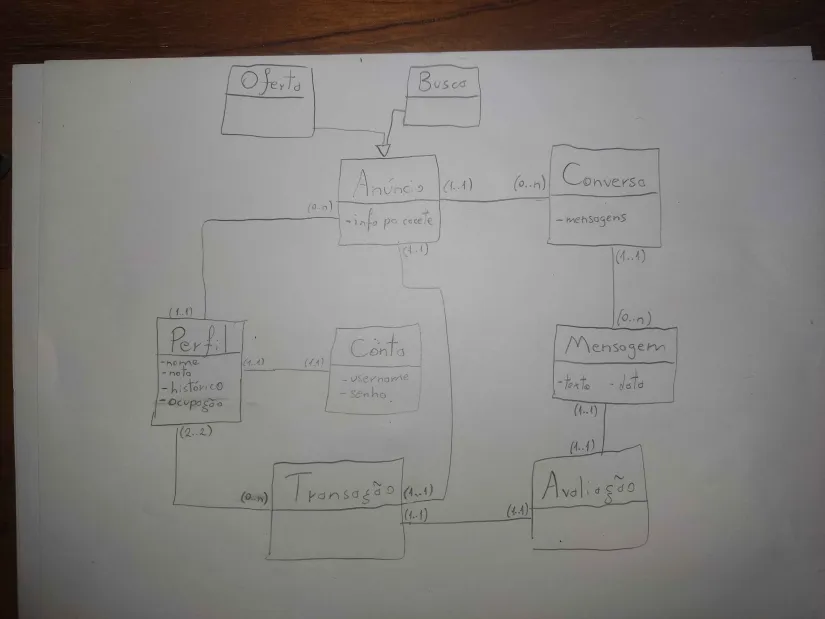 Oferta
Busca
Anúncio
-info pacote
(1..1)
(0..n)
Conversa
-mensagens
(0..n)
(1..1)
(1..1)
(1..1)
Perfil
-nome
-nota
-histórico
-ocupação
(1..1)
(1..1)
Conta
-username
-senha
(0..n)
Mensagem
-texto -data
(2..2)
(1..1)
(1..1)
(0..n)
Transação
(1..1)
(1..1)
(1..1)
Avaliação